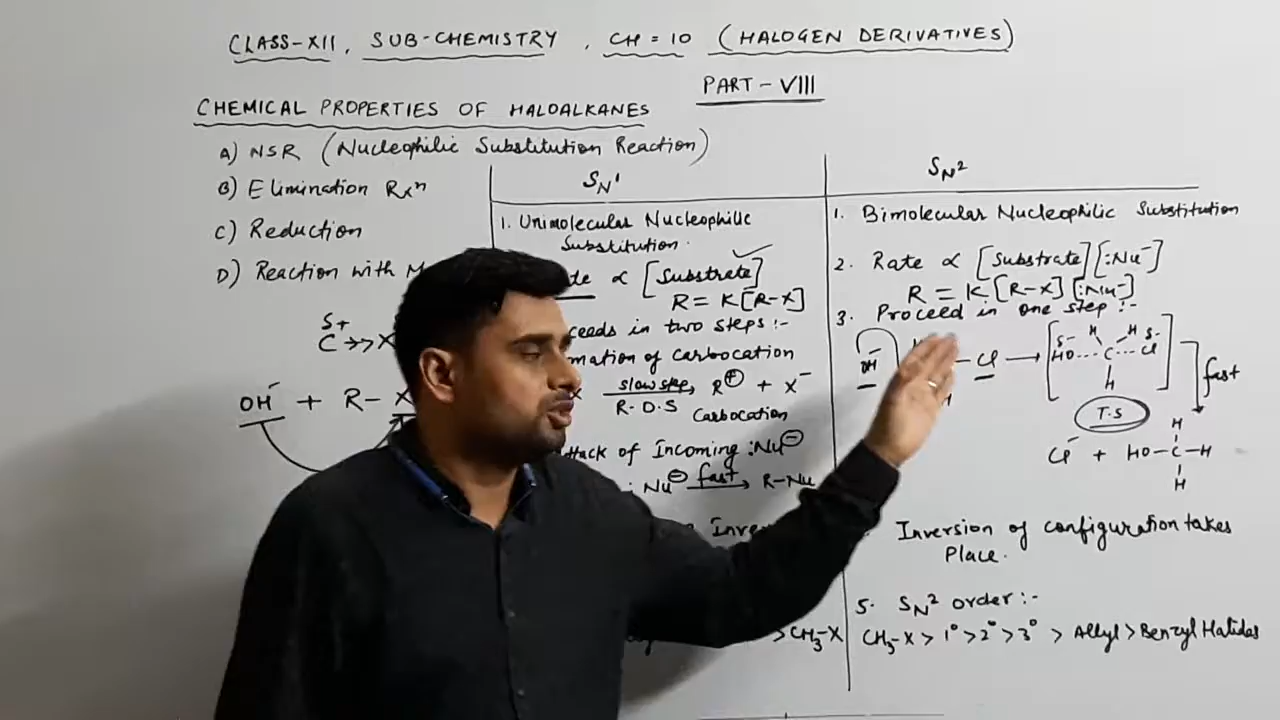 CLASS-XII, SUB-CHEMISTRY, CH=10 (HALOGEN DERIVATIVES)
PART-VIII
CHEMICAL PROPERTIES OF HALOALKANES
A) NSR (Nucleophilic Substitution Reaction)
B) Elimination Rxⁿ
C) Reduction
D) Reaction with
S+
C->> X
OH⁻ + R-X
SN¹
1. Unimolecular Nucleophilic
Substitution.
∝ [Substrate]
R = K[R-X]
in two steps:-
of Carbocation
slow step R⊕ + X⁻
R.D.S Carbocation
of Incoming :Nu⊖
: Nu⊖ fast → R-Nu
> CH3-X
SN²
1. Bimolecular Nucleophilic Substitution
2. Rate ∝ [Substrate][:Nu⁻]
R = K[R-X][:Nu⁻]
3. Proceed in one step:-
OH⁻ H -Cl → [HO S- H H C Cl S- H] fast
H
T.S
Cl⁻ + HO-C-H
H
H
Inversion of configuration takes
Place.
5. SN² order:-
CH3-X > 1° > 2° > 3° > Allyl > Benzyl Halides